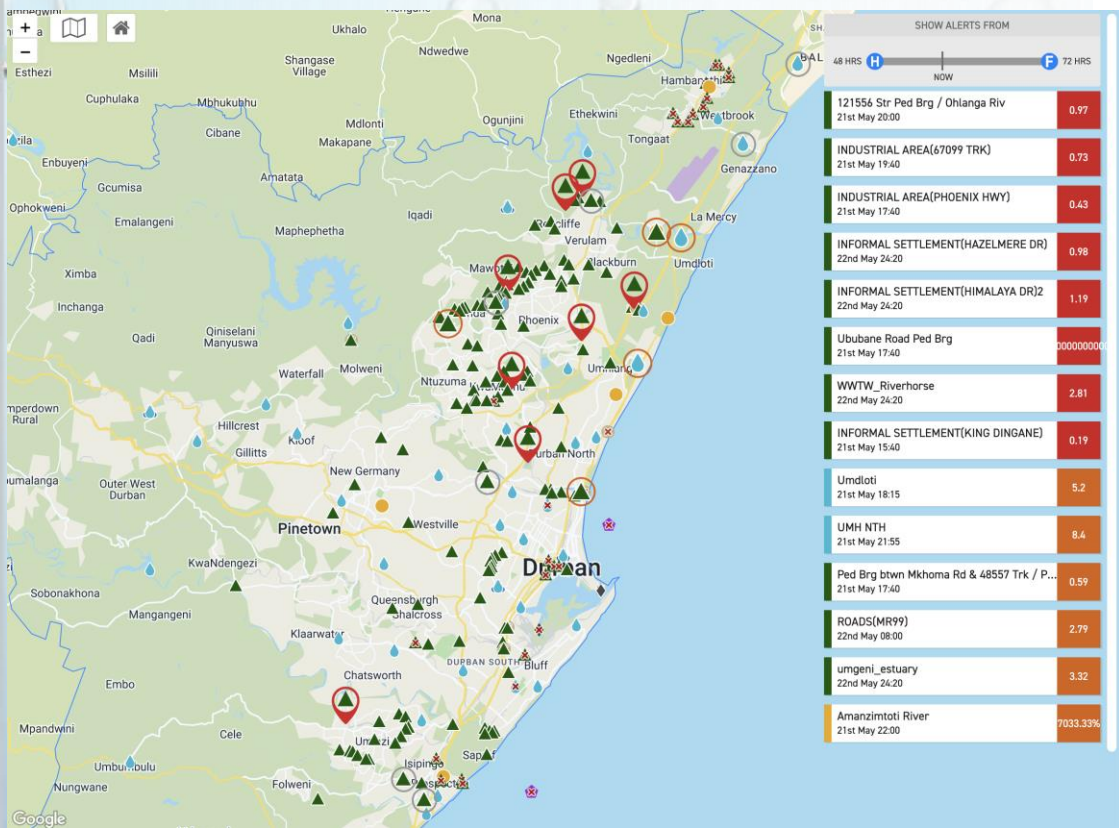 +
−
Mona
Ukhalo
Ndwedwe
Shangase
Village
Ngedleni
Esthezi
Msilili
Cuphulaka
Mbhukubhu
Cibane
Mdlonti
Makapane
Ogunjini
Ethekwini
Westbrook
Tongaat
Enbuyeni
Gcumisa
Amatata
Genazzano
Ophokweni
Emalangeni
Iqadi
La Mercy
Maphephetha
Verulam
Blackburn
Umdloti
Ximba
Inchanga
Qadi
Qiniselani
Manyuswa
Phoenix
Waterfall
Molweni
Ntuzuma
Hillcrest
Kloof
Gillitts
New Germany
Outer West
Durban
Pinetown
Westville
KwaNdengezi
Durban
Sobonakhona
Mangangeni
Queensburgh
Shalcross
Klaarwater
DURBAN SOUTH
Bluff
Chatsworth
Embo
Mpandwini
Cele
Umbumbulu
Isipingo
Nungwane
Folweni
Google
SHOW ALERTS FROM
48 HRS H F 72 HRS
NOW
121556 Str Ped Brg / Ohlanga Riv
21st May 20:00
0.97
INDUSTRIAL AREA(67099 TRK)
21st May 19:40
0.73
INDUSTRIAL AREA(PHOENIX HWY)
21st May 17:40
0.43
INFORMAL SETTLEMENT(HAZELMERE DR)
22nd May 24:20
0.98
INFORMAL SETTLEMENT(HIMALAYA DR)2
22nd May 24:20
1.19
Ububane Road Ped Brg
21st May 17:40
WWTW_Riverhorse
22nd May 24:20
2.81
INFORMAL SETTLEMENT(KING DINGANE)
21st May 15:40
0.19
Umdloti
21st May 18:15
5.2
UMH NTH
21st May 21:55
8.4
Ped Brg btwn Mkhoma Rd & 48557 Trk / P...
21st May 17:40
0.59
ROADS(MR99)
22nd May 08:00
2.79
umgeni_estuary
22nd May 24:20
3.32
Amanzimtoti River
21st May 22:00
7033.33%